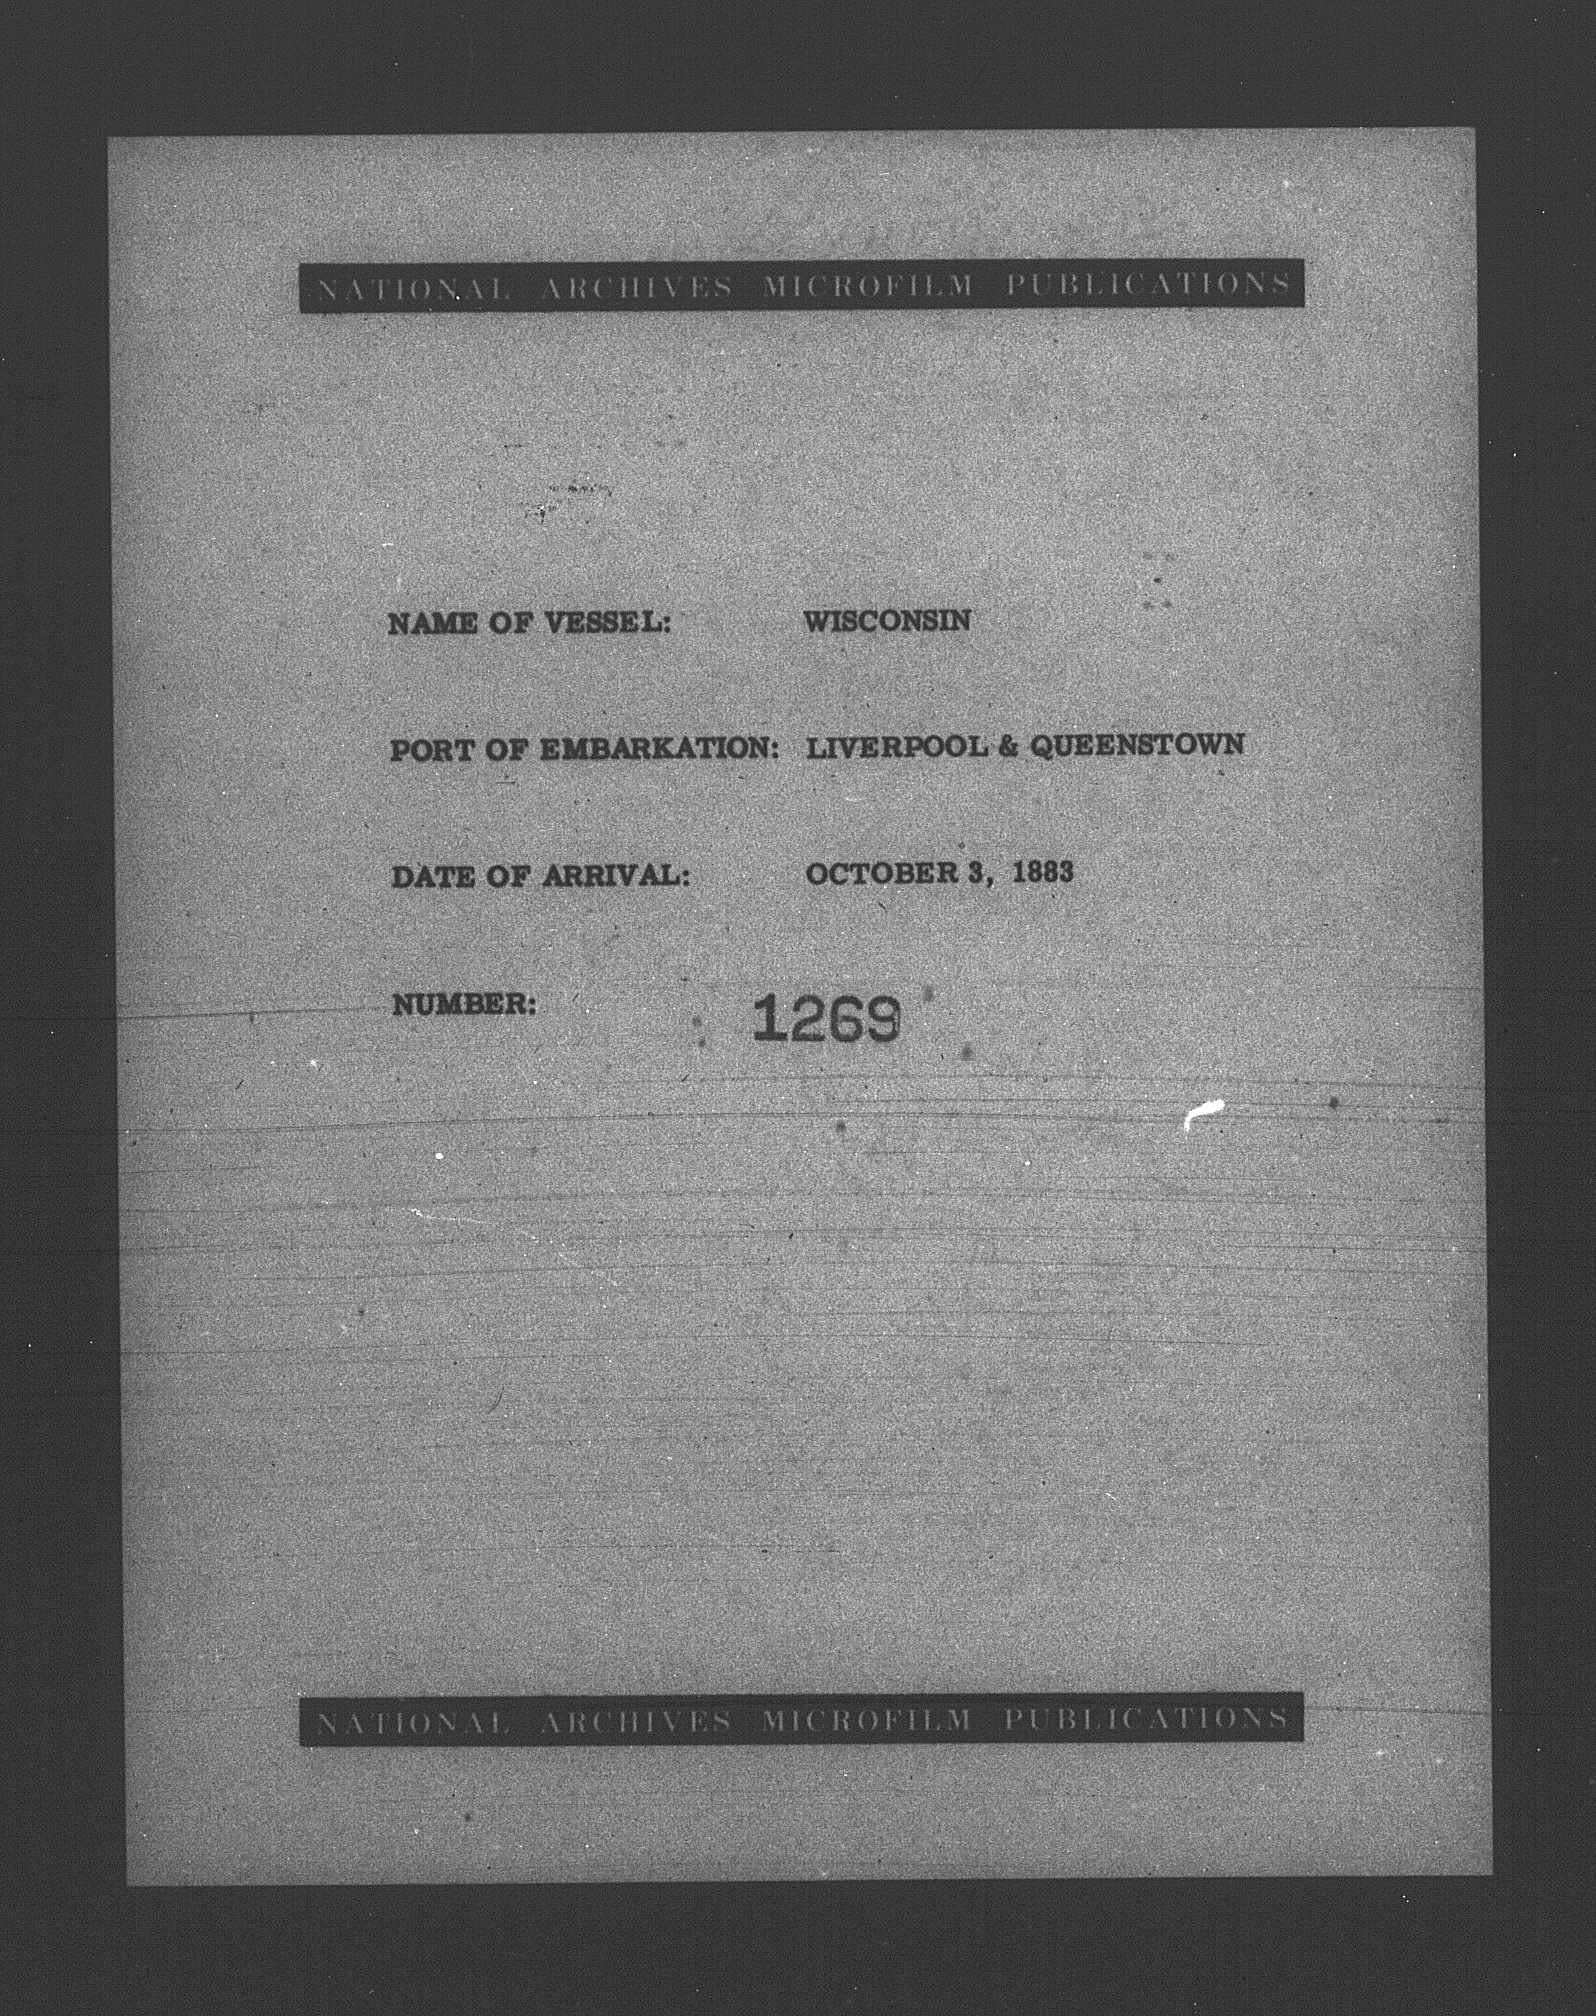 NATIONAL ARCHIVES MICROFILM PUBLICATIONS
NAME OF VESSEL: WISCONSIN
PORT OF EMBARKATION: LIVERPOOL & QUEENSTOWN
DATE OF ARRIVAL: OCTOBER 3, 1883
NUMBER: 1269
NATIONAL ARCHIVES MICROFILM PUBLICATIONS